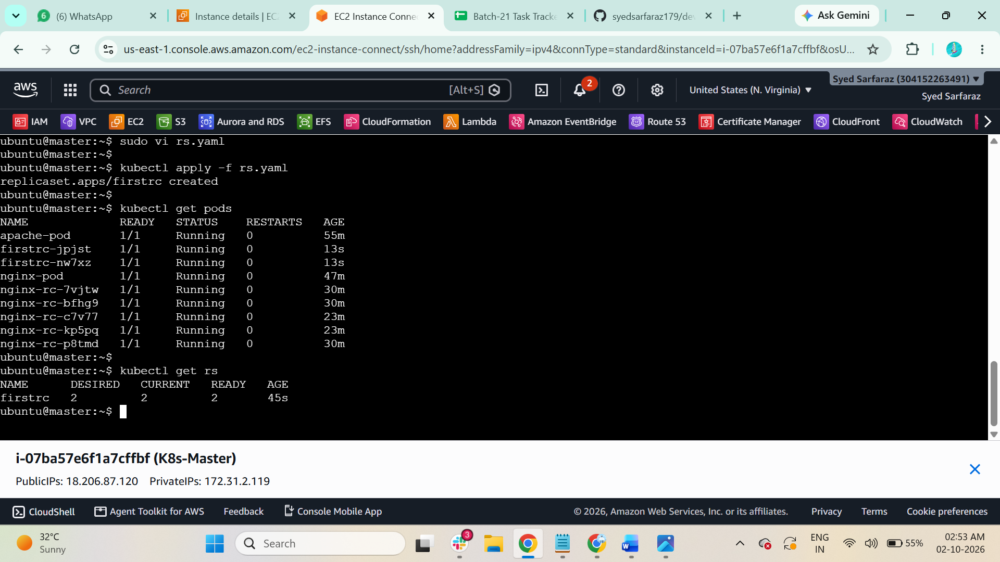 6 (6) WhatsApp
Instance details | EC
EC2 Instance Conne
Batch-21 Task Track
syedsarfaraz179/de
Ask Gemini
us-east-1.console.aws.amazon.com/ec2-instance-connect/ssh/home?addressFamily=ipv4&connType=standard&instanceId=i-07ba57e6f1a7cffbf&osU...
aws
Search [Alt+S]
2
United States (N. Virginia) ▼
Syed Sarfaraz (304152263491) ▼
Syed Sarfaraz
IAM VPC EC2 S3 Aurora and RDS EFS CloudFormation Lambda Amazon EventBridge Route 53 Certificate Manager CloudFront CloudWatch
ubuntu@master:~$ sudo vi rs.yaml
ubuntu@master:~$
ubuntu@master:~$ kubectl apply -f rs.yaml
replicaset.apps/firstrc created
ubuntu@master:~$
ubuntu@master:~$ kubectl get pods
NAME READY STATUS RESTARTS AGE
apache-pod 1/1 Running 0 55m
firstrc-jpjst 1/1 Running 0 13s
firstrc-nw7xz 1/1 Running 0 13s
nginx-pod 1/1 Running 0 47m
nginx-rc-7vjtw 1/1 Running 0 30m
nginx-rc-bfhg9 1/1 Running 0 30m
nginx-rc-c7v77 1/1 Running 0 23m
nginx-rc-kp5pq 1/1 Running 0 23m
nginx-rc-p8tmd 1/1 Running 0 30m
ubuntu@master:~$
ubuntu@master:~$ kubectl get rs
NAME DESIRED CURRENT READY AGE
firstrc 2 2 2 45s
ubuntu@master:~$
i-07ba57e6f1a7cffbf (K8s-Master)
PublicIPs: 18.206.87.120 PrivateIPs: 172.31.2.119
CloudShell Agent Toolkit for AWS Feedback Console Mobile App © 2026, Amazon Web Services, Inc. or its affiliates. Privacy Terms Cookie preferences
32°C
Sunny
Search
3
ENG
IN
55%
02:53 AM
02-10-2026